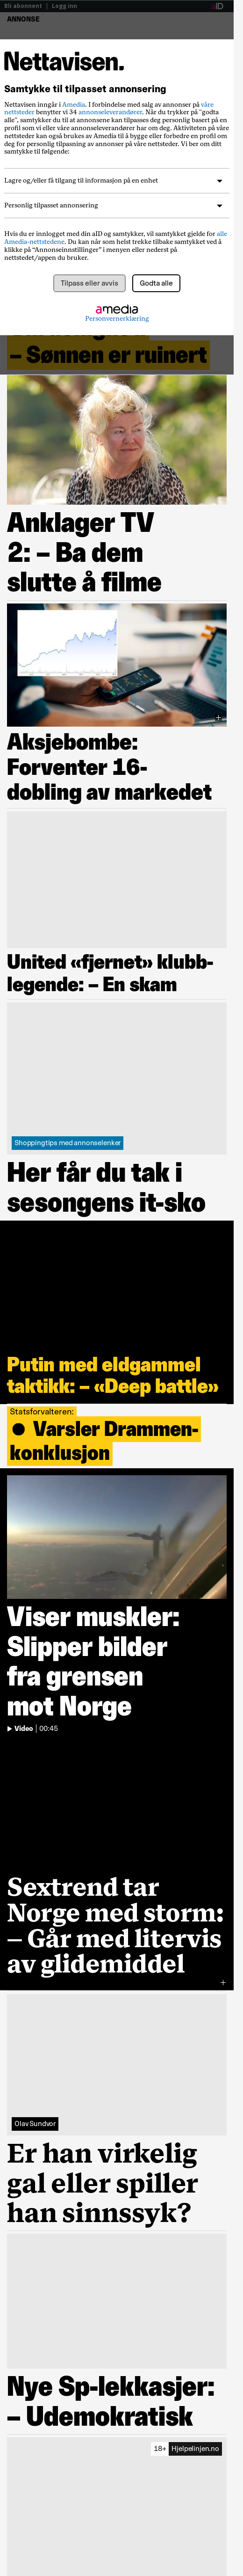 Bli abonnent | Logg inn
aID
ANNONSE
Nettavisen.
Samtykke til tilpasset annonsering
Nettavisen inngår i Amedia. I forbindelse med salg av annonser på våre
nettsteder benytter vi 34 annonseleverandører. Når du trykker på "godta
alle", samtykker du til at annonsene kan tilpasses deg personlig basert på en
profil som vi eller våre annonseleverandører har om deg. Aktiviteten på våre
nettsteder kan også brukes av Amedia til å bygge eller forbedre en profil om
deg for personlig tilpasning av annonser på våre nettsteder. Vi ber om ditt
samtykke til følgende:
Lagre og/eller få tilgang til informasjon på en enhet
Personlig tilpasset annonsering
Hvis du er innlogget med din aID og samtykker, vil samtykket gjelde for alle
Amedia-nettstedene. Du kan når som helst trekke tilbake samtykket ved å
klikke på “Annonseinnstillinger” i menyen eller nederst på
nettstedet/appen du bruker.
Tilpass eller avvis
Godta alle
amedia
Personvernerklæring
– Sønnen er ruinert
Anklager TV
2: – Ba dem
slutte å filme
Aksjebombe:
Forventer 16-
dobling av markedet
United «fjernet» klubb-
legende: – En skam
Shoppingtips med annonselenker
Her får du tak i
sesongens it-sko
Putin med eldgammel
taktikk: – «Deep battle»
Statsforvalteren:
● Varsler Drammen-
konklusjon
Viser muskler:
Slipper bilder
fra grensen
mot Norge
Video | 00:45
Sextrend tar
Norge med storm:
– Går med litervis
av glidemiddel
Olav Sundvor
Er han virkelig
gal eller spiller
han sinnssyk?
Nye Sp-lekkasjer:
– Udemokratisk
18+ Hjelpelinjen.no